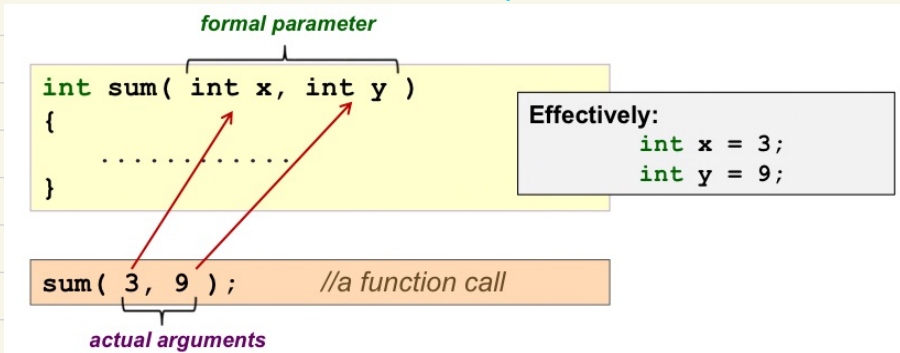 formal parameter
int sum( int x, int y )
{
. . . . . . . . . . . .
}
Effectively:
int x = 3;
int y = 9;
sum( 3, 9 ); //a function call
actual arguments